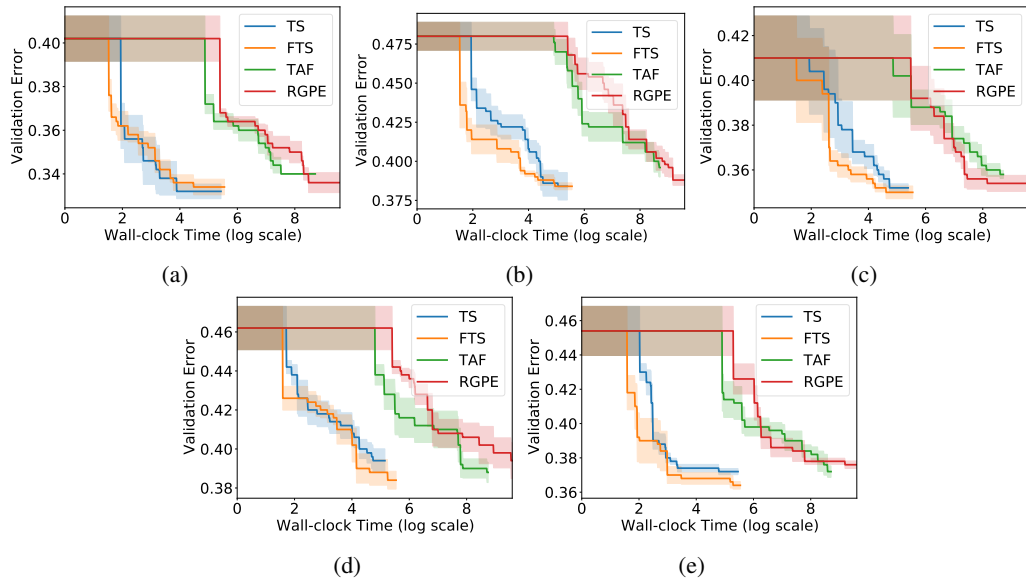 TS
FTS
TAF
RGPE
0.40
0.38
0.36
0.34
Validation Error
0 2 4 6 8
Wall-clock Time (log scale)
(a)
TS
FTS
TAF
RGPE
0.475
0.450
0.425
0.400
0.375
Validation Error
0 2 4 6 8
Wall-clock Time (log scale)
(b)
TS
FTS
TAF
RGPE
0.42
0.40
0.38
0.36
Validation Error
0 2 4 6 8
Wall-clock Time (log scale)
(c)
TS
FTS
TAF
RGPE
0.46
0.44
0.42
0.40
0.38
Validation Error
0 2 4 6 8
Wall-clock Time (log scale)
(d)
TS
FTS
TAF
RGPE
0.46
0.44
0.42
0.40
0.38
0.36
Validation Error
0 2 4 6 8
Wall-clock Time (log scale)
(e)